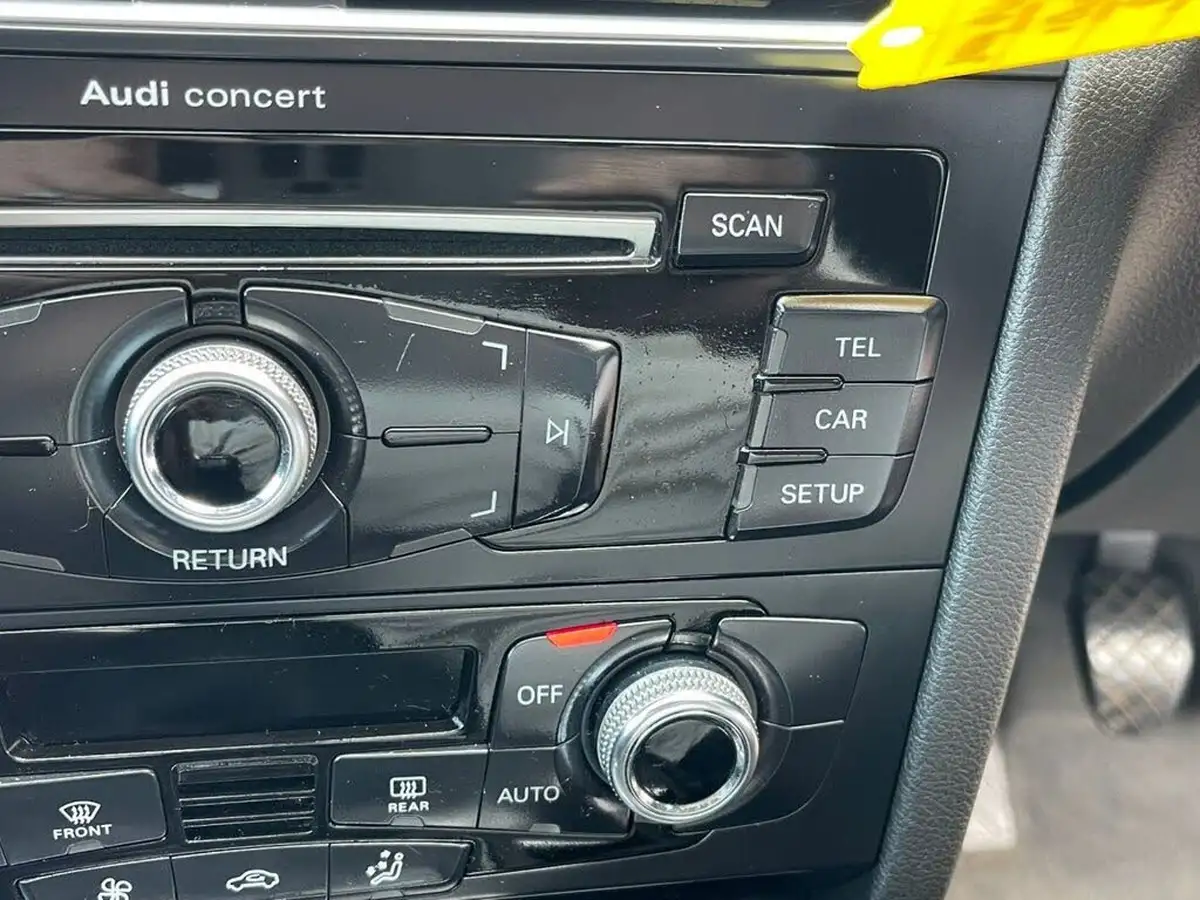 Audi concert
SCAN
TEL
CAR
SETUP
RETURN
OFF
AUTO
REAR
FRONT